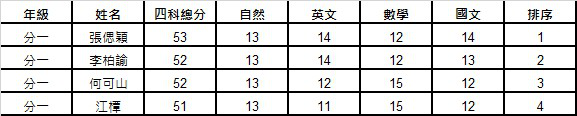 年級 姓名 四科總分 自然 英文 數學 國文 排序
分一 張偲穎 53 13 14 12 14 1
分一 李柏諭 52 13 14 12 13 2
分一 何可山 52 13 12 15 12 3
分一 江橝 51 13 11 15 12 4